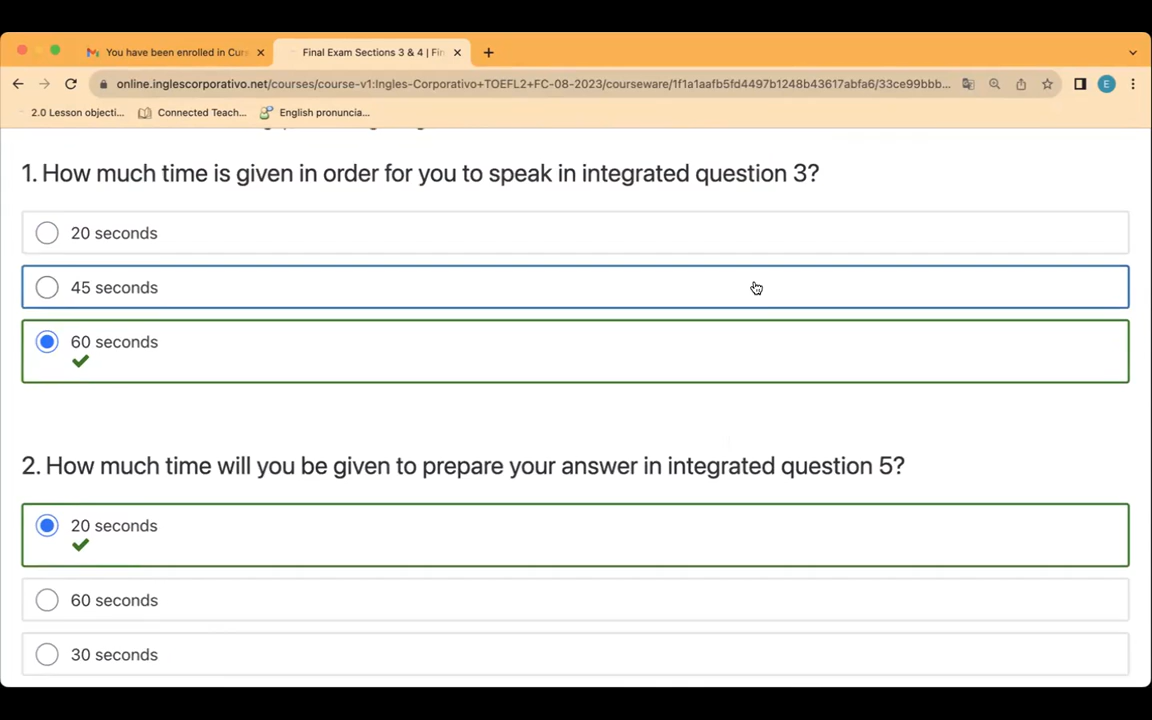 You have been enrolled in Cur
Final Exam Sections 3 & 4 | Fin
online.inglescorporativo.net/courses/course-v1:Ingles-Corporativo+TOEFL2+FC-08-2023/courseware/1f1a1aafb5fd4497b1248b43617abfa6/33ce99bbb...
E
2.0 Lesson objecti...
Connected Teach...
English pronuncia...
1. How much time is given in order for you to speak in integrated question 3?
20 seconds
45 seconds
60 seconds
2. How much time will you be given to prepare your answer in integrated question 5?
20 seconds
60 seconds
30 seconds